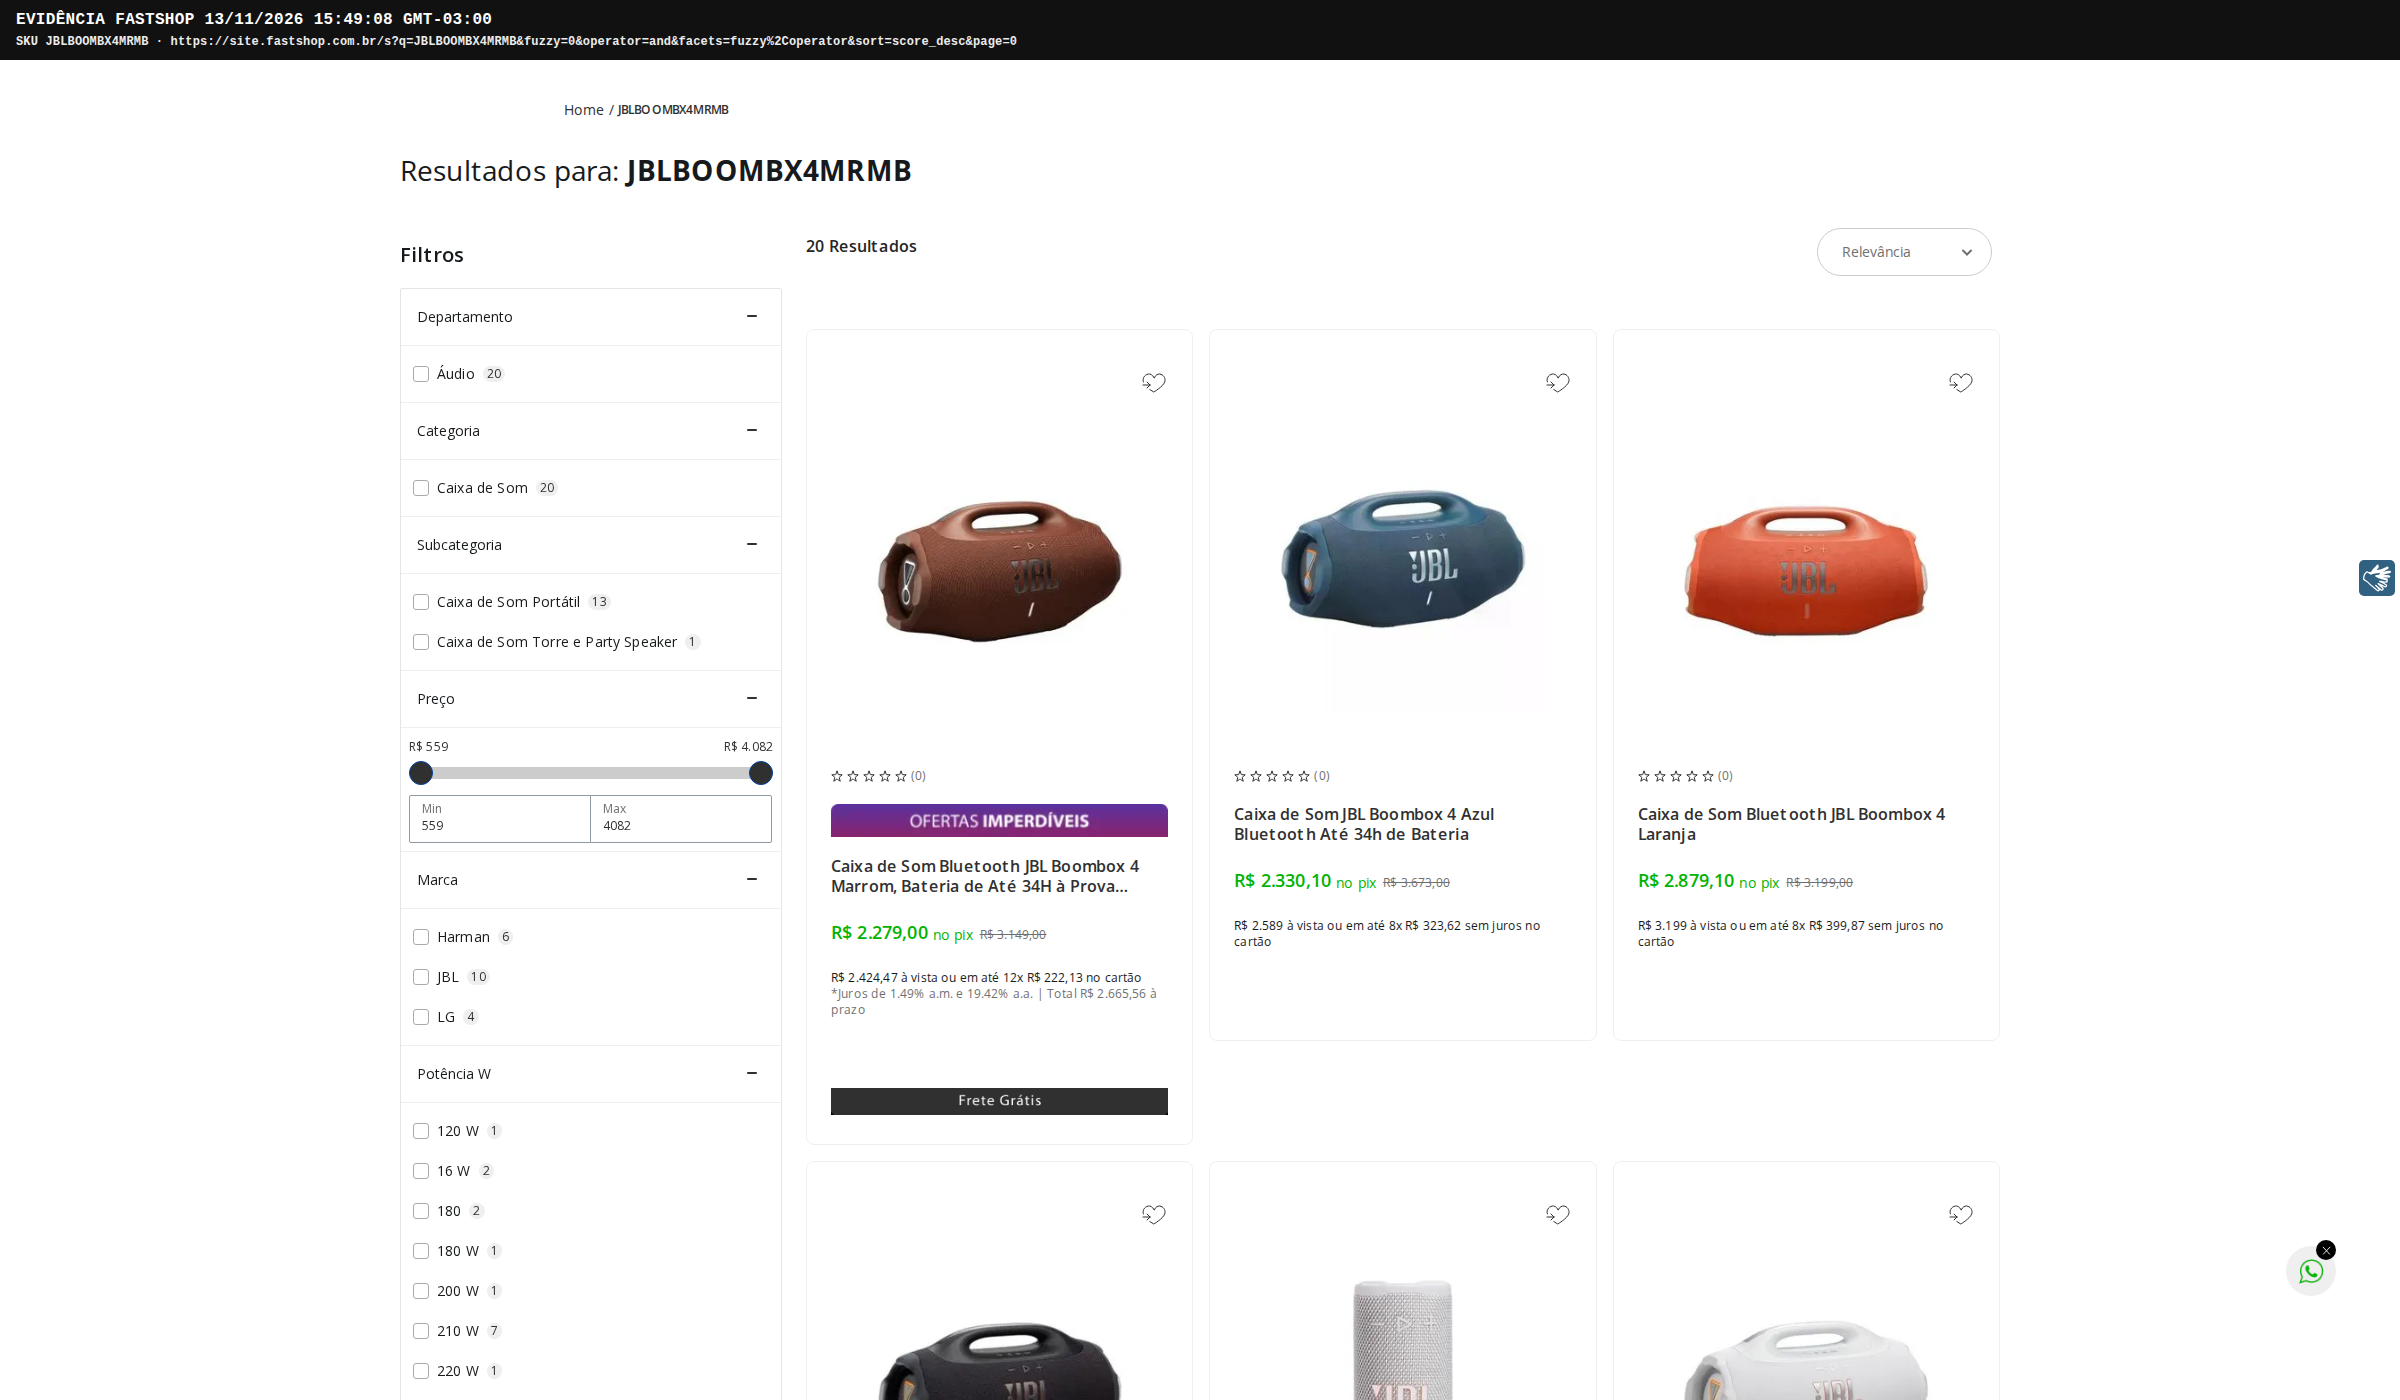 EVIDÊNCIA FASTSHOP 13/11/2026 15:49:08 GMT-03:00
SKU JBLBOOMBX4MRMB · https://site.fastshop.com.br/s?q=JBLBOOMBX4MRMB&fuzzy=0&operator=and&facets=fuzzy%2Coperator&sort=score_desc&page=0
Home / JBLBOOMBX4MRMB
Resultados para: JBLBOOMBX4MRMB
Filtros
20 Resultados
Relevância
Departamento
Áudio 20
Categoria
Caixa de Som 20
Subcategoria
Caixa de Som Portátil 13
Caixa de Som Torre e Party Speaker 1
Preço
R$ 559 R$ 4.082
Min Max
559 4082
Marca
Harman 6
JBL 10
LG 4
Potência W
120 W 1
16 W 2
180 2
180 W 1
200 W 1
210 W 7
220 W 1
JBL
(0)
OFERTAS IMPERDÍVEIS
Caixa de Som Bluetooth JBL Boombox 4
Marrom, Bateria de Até 34H à Prova...
R$ 2.279,00 no pix R$ 3.149,00
R$ 2.424,47 à vista ou em até 12x R$ 222,13 no cartão
*Juros de 1.49% a.m. e 19.42% a.a. | Total R$ 2.665,56 à
prazo
Frete Grátis
JBL
(0)
Caixa de Som JBL Boombox 4 Azul
Bluetooth Até 34h de Bateria
R$ 2.330,10 no pix R$ 3.673,00
R$ 2.589 à vista ou em até 8x R$ 323,62 sem juros no
cartão
JBL
(0)
Caixa de Som Bluetooth JBL Boombox 4
Laranja
R$ 2.879,10 no pix R$ 3.199,00
R$ 3.199 à vista ou em até 8x R$ 399,87 sem juros no
cartão
JBL
JBL
JBL